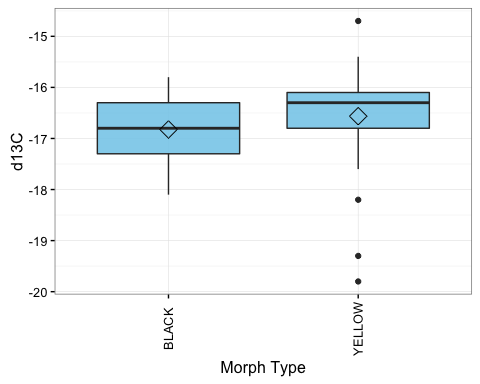 d13C
-15
-16
-17
-18
-19
-20
BLACK
YELLOW
Morph Type